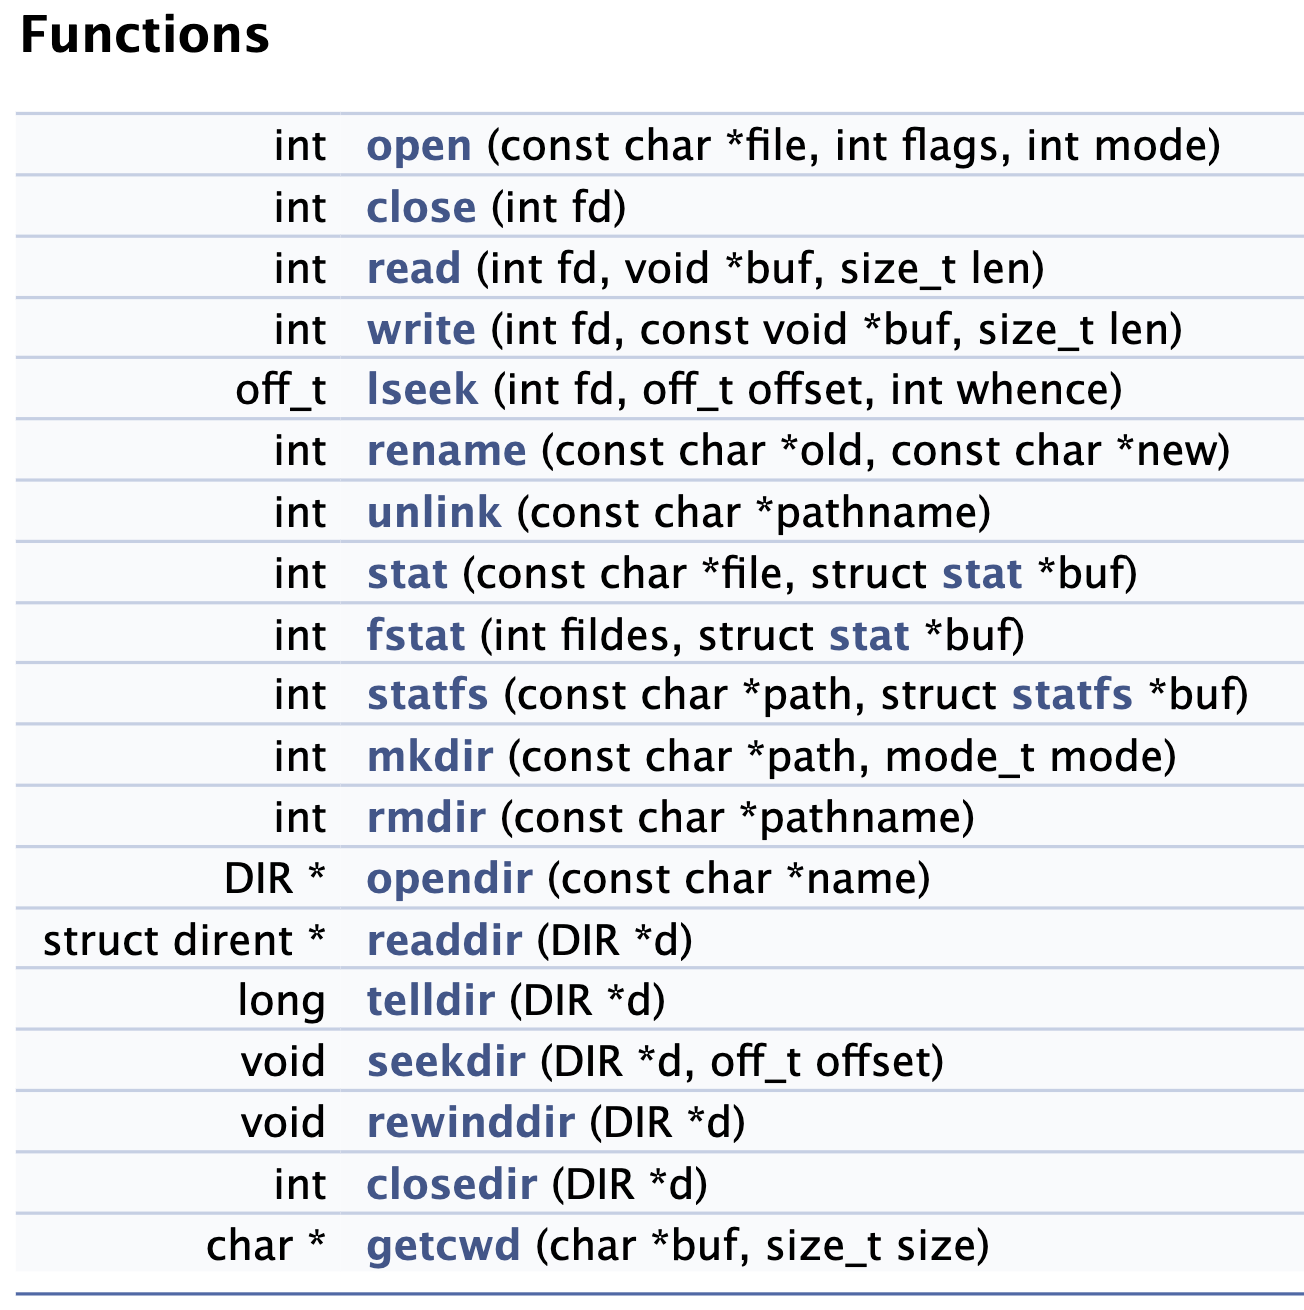 Functions
int open (const char *file, int flags, int mode)
int close (int fd)
int read (int fd, void *buf, size_t len)
int write (int fd, const void *buf, size_t len)
off_t lseek (int fd, off_t offset, int whence)
int rename (const char *old, const char *new)
int unlink (const char *pathname)
int stat (const char *file, struct stat *buf)
int fstat (int fildes, struct stat *buf)
int statfs (const char *path, struct statfs *buf)
int mkdir (const char *path, mode_t mode)
int rmdir (const char *pathname)
DIR * opendir (const char *name)
struct dirent * readdir (DIR *d)
long telldir (DIR *d)
void seekdir (DIR *d, off_t offset)
void rewinddir (DIR *d)
int closedir (DIR *d)
char * getcwd (char *buf, size_t size)